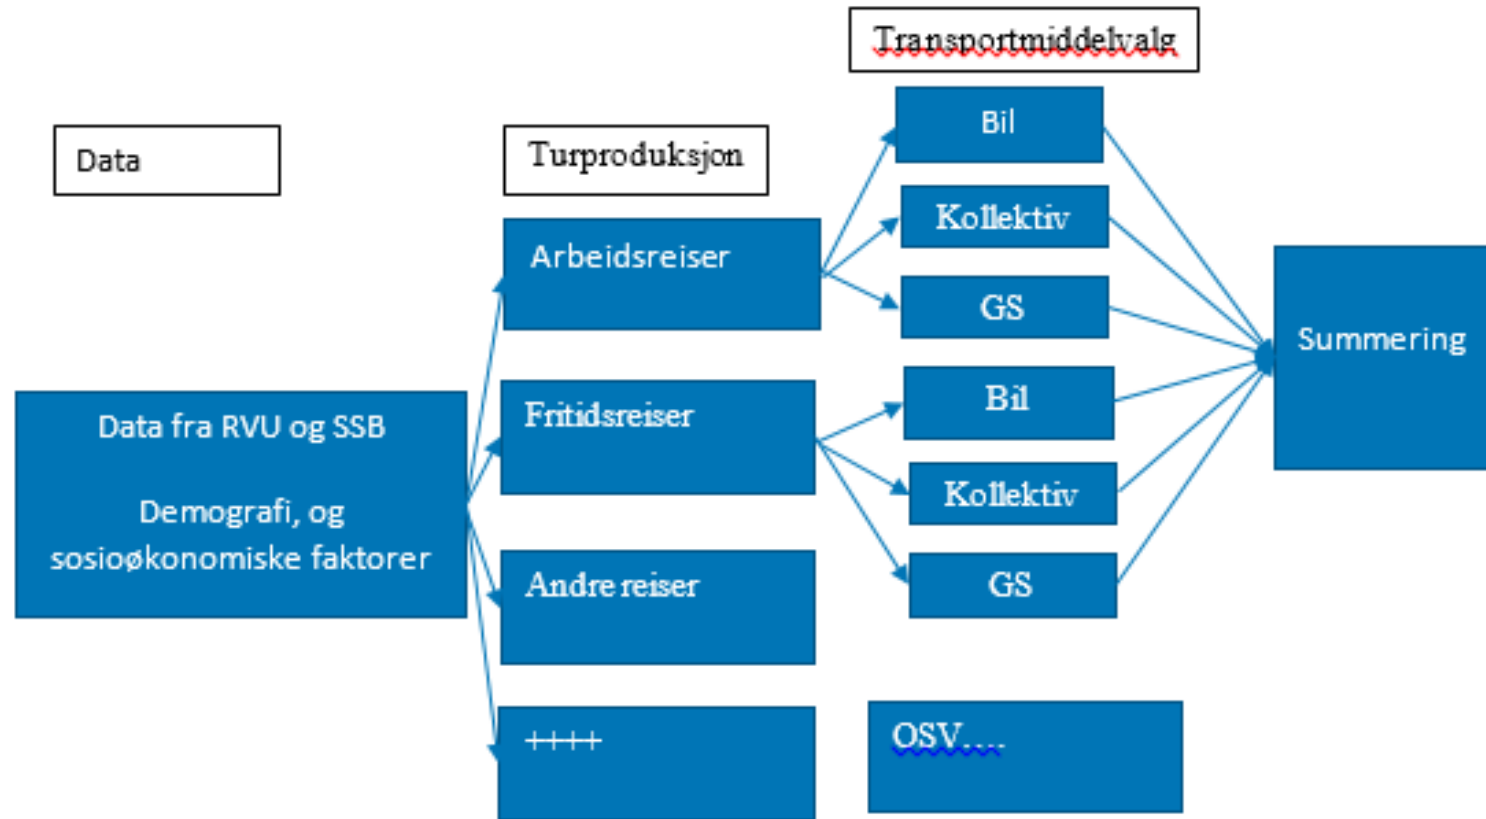 Transportmiddelvalg
Data
Turproduksjon
Data fra RVU og SSB
Demografi, og
sosioøkonomiske faktorer
Arbeidsreiser
Fritidsreiser
Andre reiser
++++
Bil
Kollektiv
GS
Bil
Kollektiv
GS
OSV....
Summering